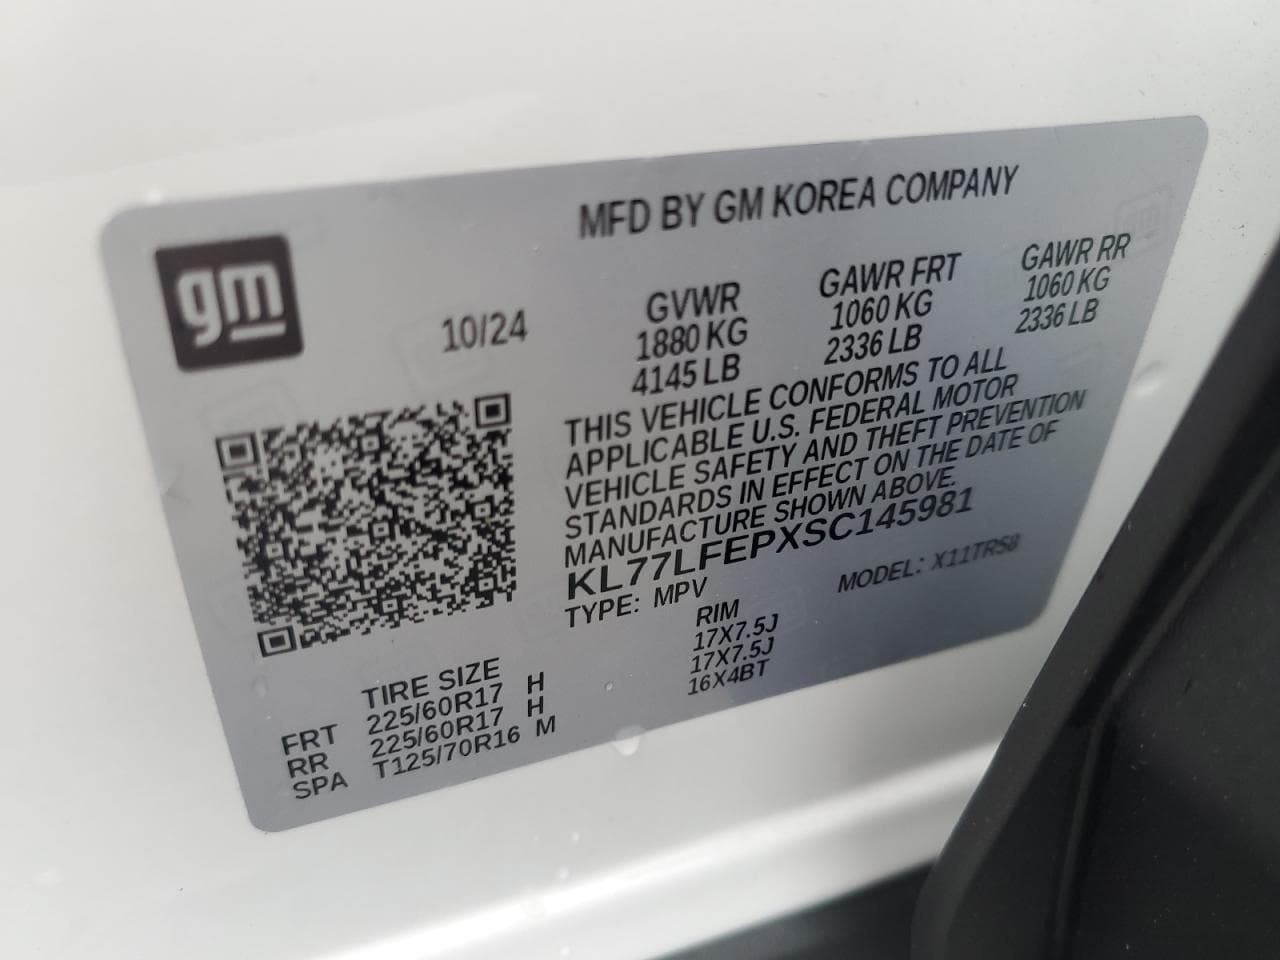 gm
MFD BY GM KOREA COMPANY
10/24
GVWR GAWR FRT GAWR RR
1880 KG 1060 KG 1060 KG
4145 LB 2336 LB 2336 LB
THIS VEHICLE CONFORMS TO ALL
APPLICABLE U.S. FEDERAL MOTOR
VEHICLE SAFETY AND THEFT PREVENTION
STANDARDS IN EFFECT ON THE DATE OF
MANUFACTURE SHOWN ABOVE.
KL77LFEPXSC145981
TYPE: MPV MODEL: X11TR58
TIRE SIZE RIM
FRT 225/60R17 H 17X7.5J
RR 225/60R17 H 17X7.5J
SPA T125/70R16 M 16X4BT